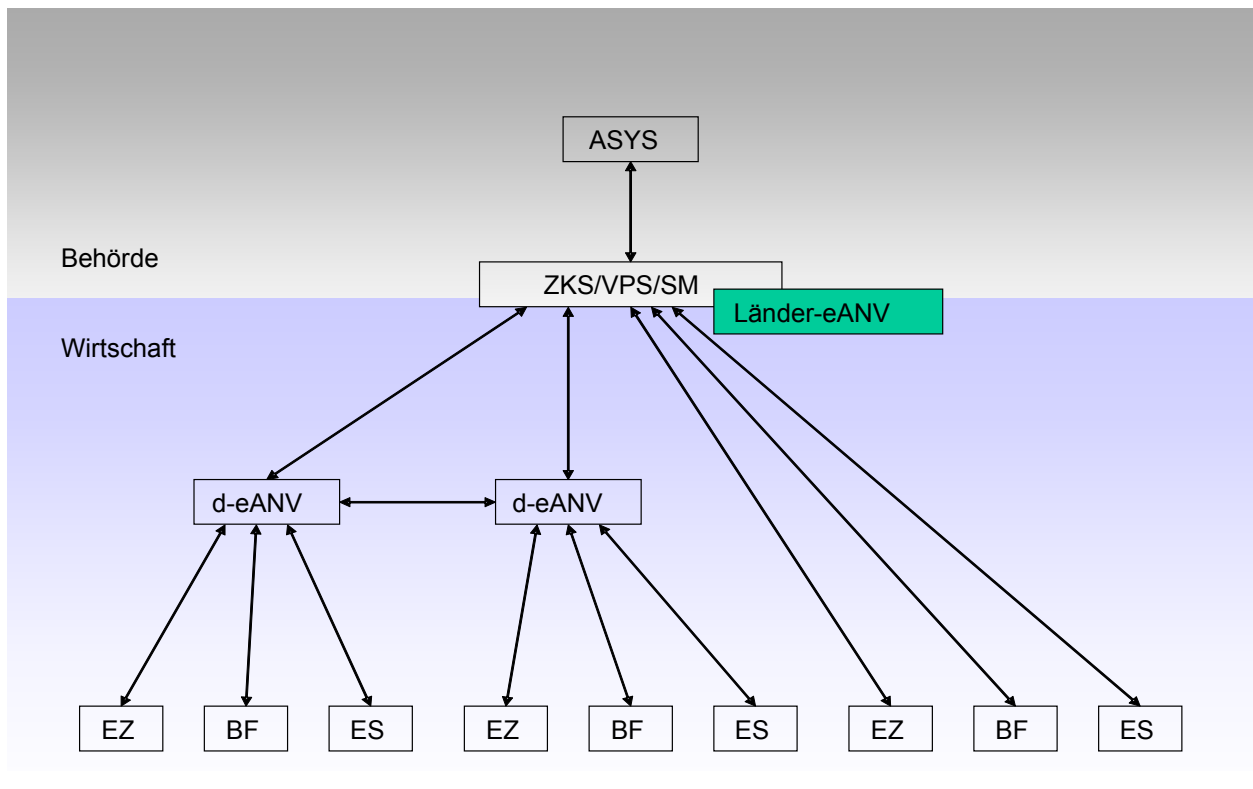 ASYS
Behörde
ZKS/VPS/SM
Länder-eANV
Wirtschaft
d-eANV
d-eANV
EZ
BF
ES
EZ
BF
ES
EZ
BF
ES